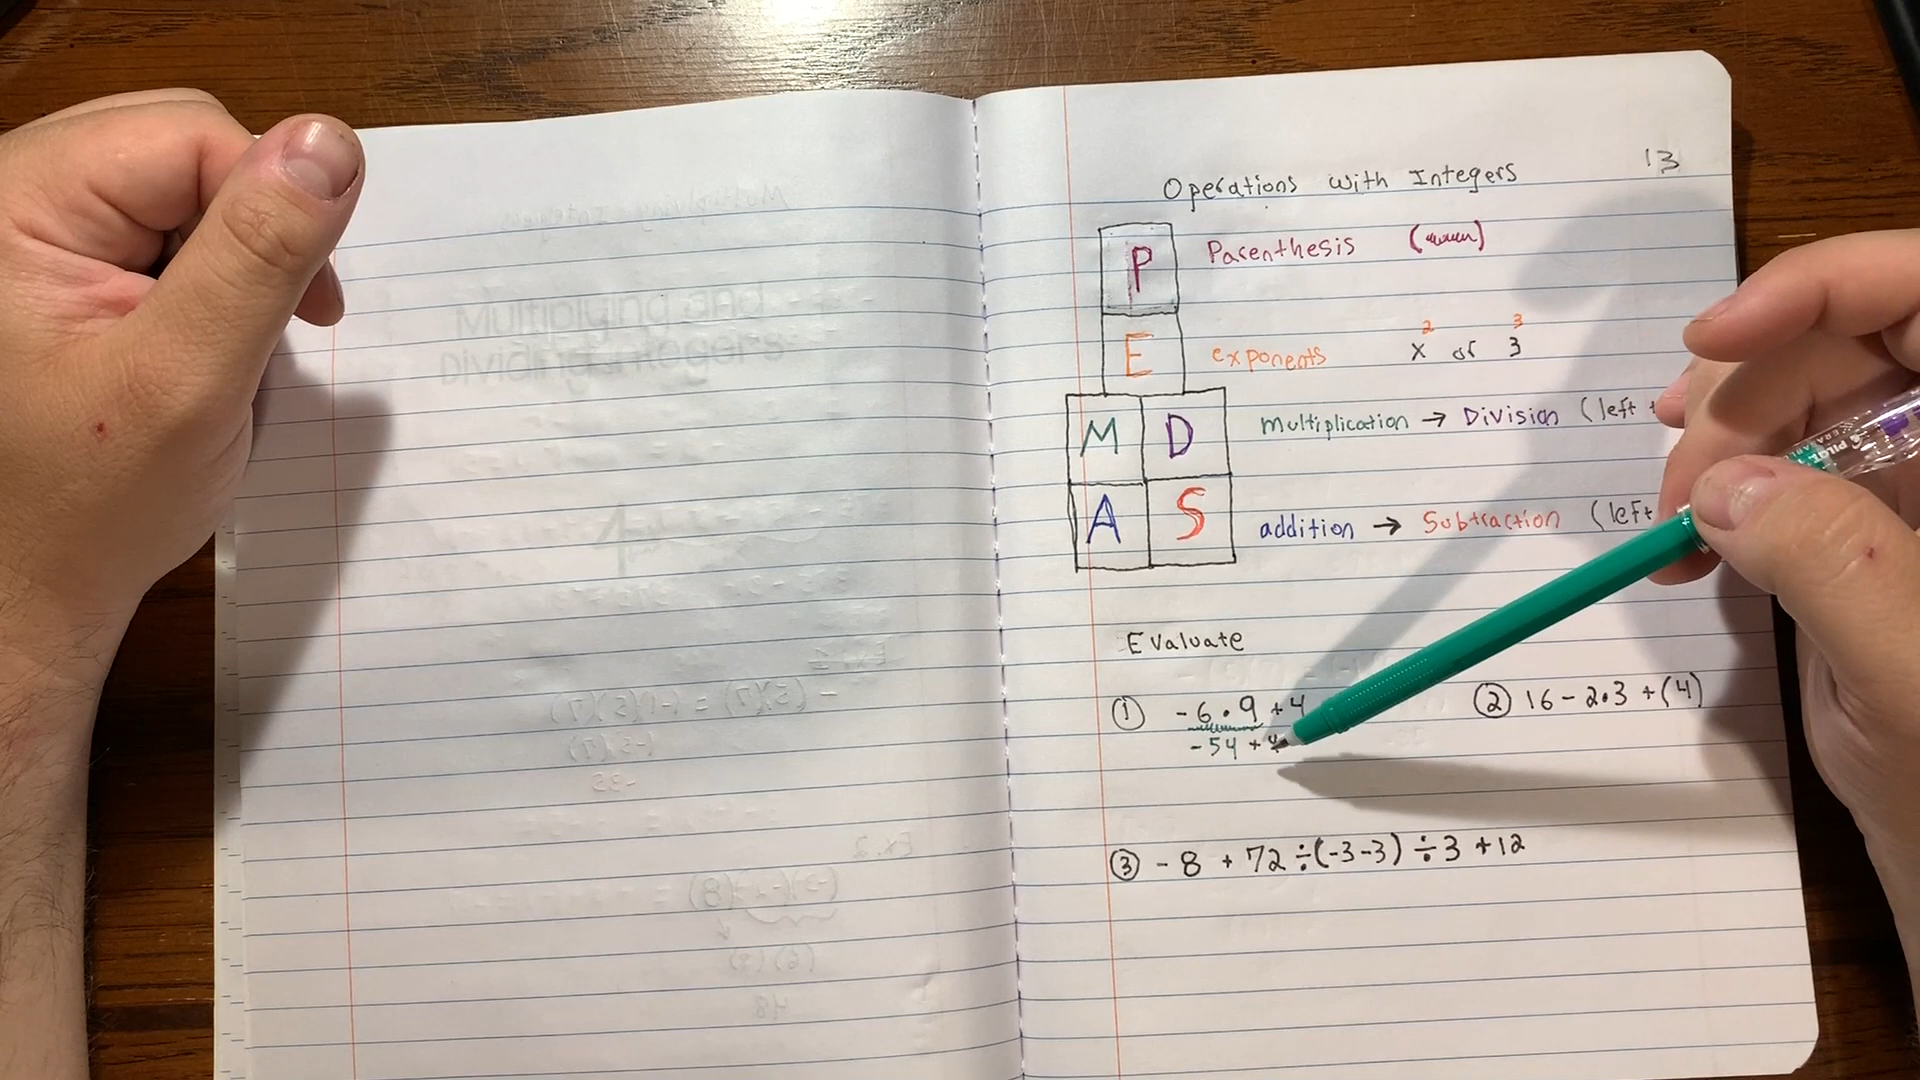 Operations with Integers 13
P Parenthesis
E exponents x² or 3³
M D multiplication → Division (left
A S addition → Subtraction (left
Evaluate
① -6•9+4 ② 16-2•3+(4)
-54+4
③ -8+72÷(-3-3)÷3+12